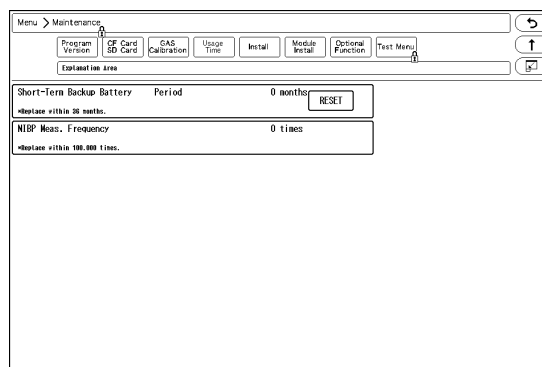 Menu > Maintenance
Program Version
CF Card SD Card
GAS Calibration
Usage Time
Install
Module Install
Optional Function
Test Menu
Explanation Area
Short-Term Backup Battery Period 0 months
RESET
*Replace within 36 months.
NIBP Meas. Frequency 0 times
*Replace within 100,000 times.